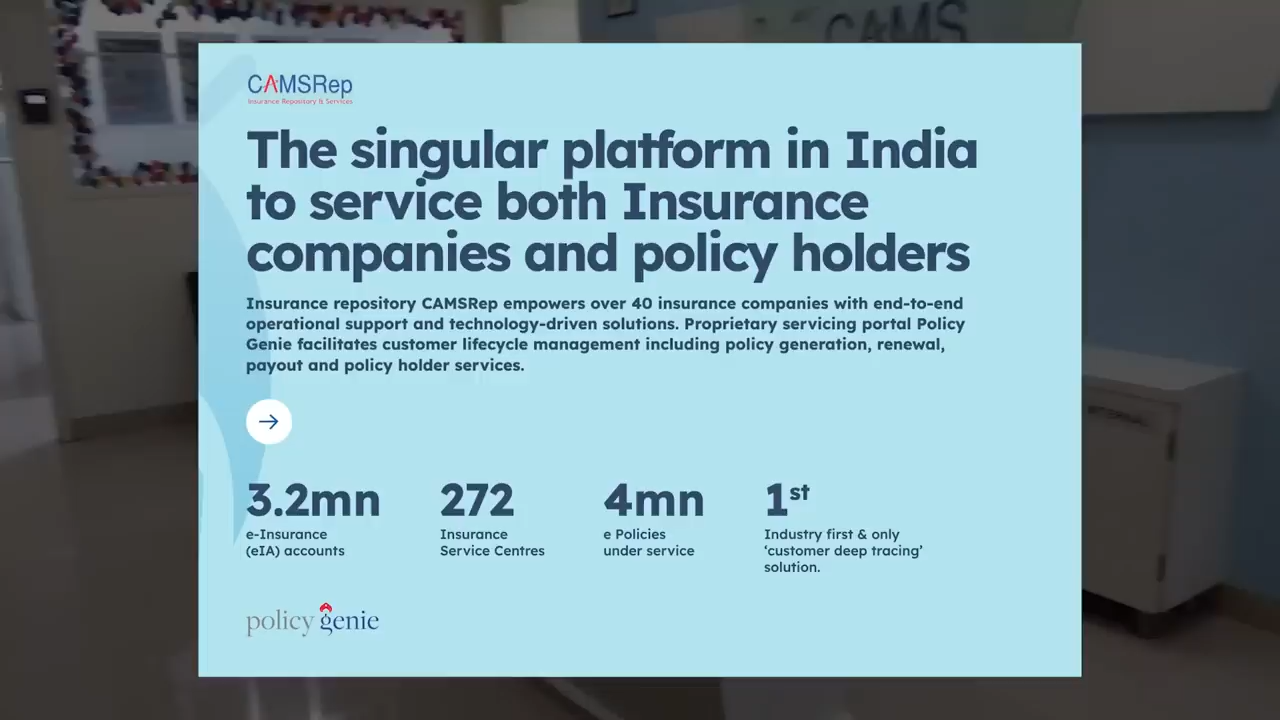 CAMS
CAMSRep
Insurance Repository & Services
The singular platform in India
to service both Insurance
companies and policy holders
Insurance repository CAMSRep empowers over 40 insurance companies with end-to-end
operational support and technology-driven solutions. Proprietary servicing portal Policy
Genie facilitates customer lifecycle management including policy generation, renewal,
payout and policy holder services.
3.2mn
e-Insurance
(eIA) accounts
272
Insurance
Service Centres
4mn
e Policies
under service
1st
Industry first & only
‘customer deep tracing’
solution.
policy genie